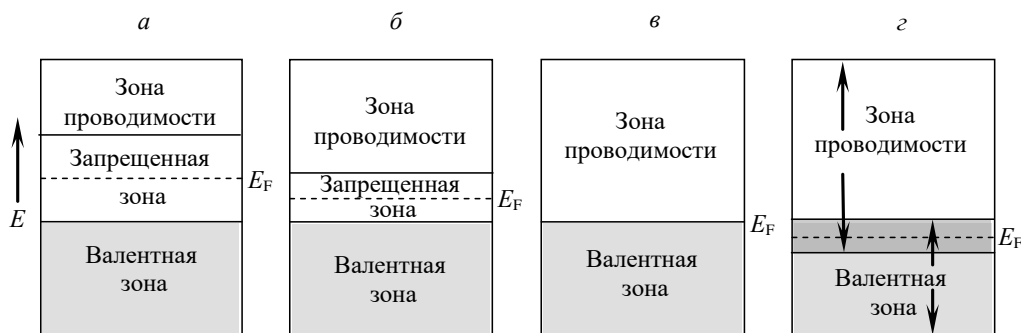 а
б
в
г
Зона
проводимости
Запрещенная
зона
Валентная
зона
E
E_F
Зона
проводимости
Запрещенная
зона
Валентная
зона
E_F
Зона
проводимости
Валентная
зона
E_F
Зона
проводимости
Валентная
зона
E_F